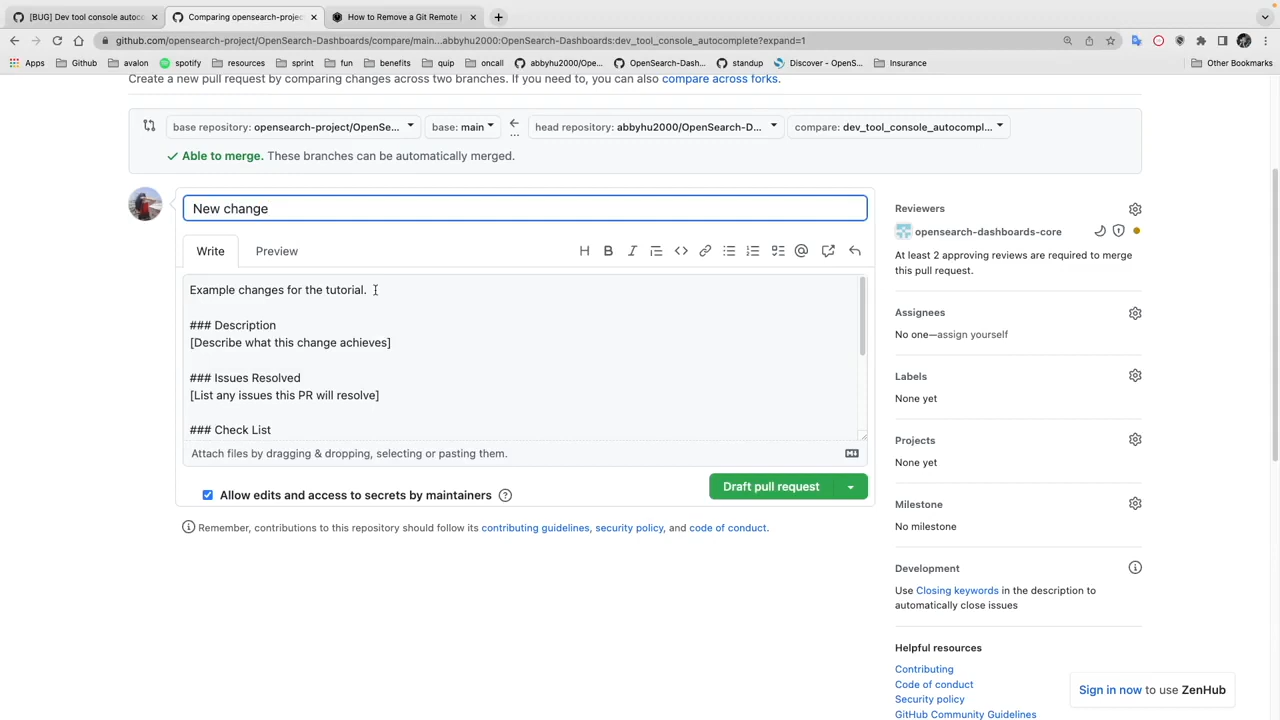 [BUG] Dev tool console autoc
Comparing opensearch-projec
How to Remove a Git Remote
github.com/opensearch-project/OpenSearch-Dashboards/compare/main...abbyhu2000:OpenSearch-Dashboards:dev_tool_console_autocomplete?expand=1
Apps
Github
avalon
spotify
resources
sprint
fun
benefits
quip
oncall
abbyhu2000/Ope...
OpenSearch-Dash...
standup
Discover - OpenS...
Insurance
Other Bookmarks
Create a new pull request by comparing changes across two branches. If you need to, you can also compare across forks.
base repository: opensearch-project/OpenSe...
base: main
...
head repository: abbyhu2000/OpenSearch-D...
compare: dev_tool_console_autocompl...
Able to merge. These branches can be automatically merged.
New change
Write
Preview
Example changes for the tutorial.
### Description
[Describe what this change achieves]
### Issues Resolved
[List any issues this PR will resolve]
### Check List
Attach files by dragging & dropping, selecting or pasting them.
Allow edits and access to secrets by maintainers
Draft pull request
Remember, contributions to this repository should follow its contributing guidelines, security policy, and code of conduct.
Reviewers
opensearch-dashboards-core
At least 2 approving reviews are required to merge
this pull request.
Assignees
No one—assign yourself
Labels
None yet
Projects
None yet
Milestone
No milestone
Development
Use Closing keywords in the description to
automatically close issues
Helpful resources
Contributing
Code of conduct
Security policy
GitHub Community Guidelines
Sign in now to use ZenHub